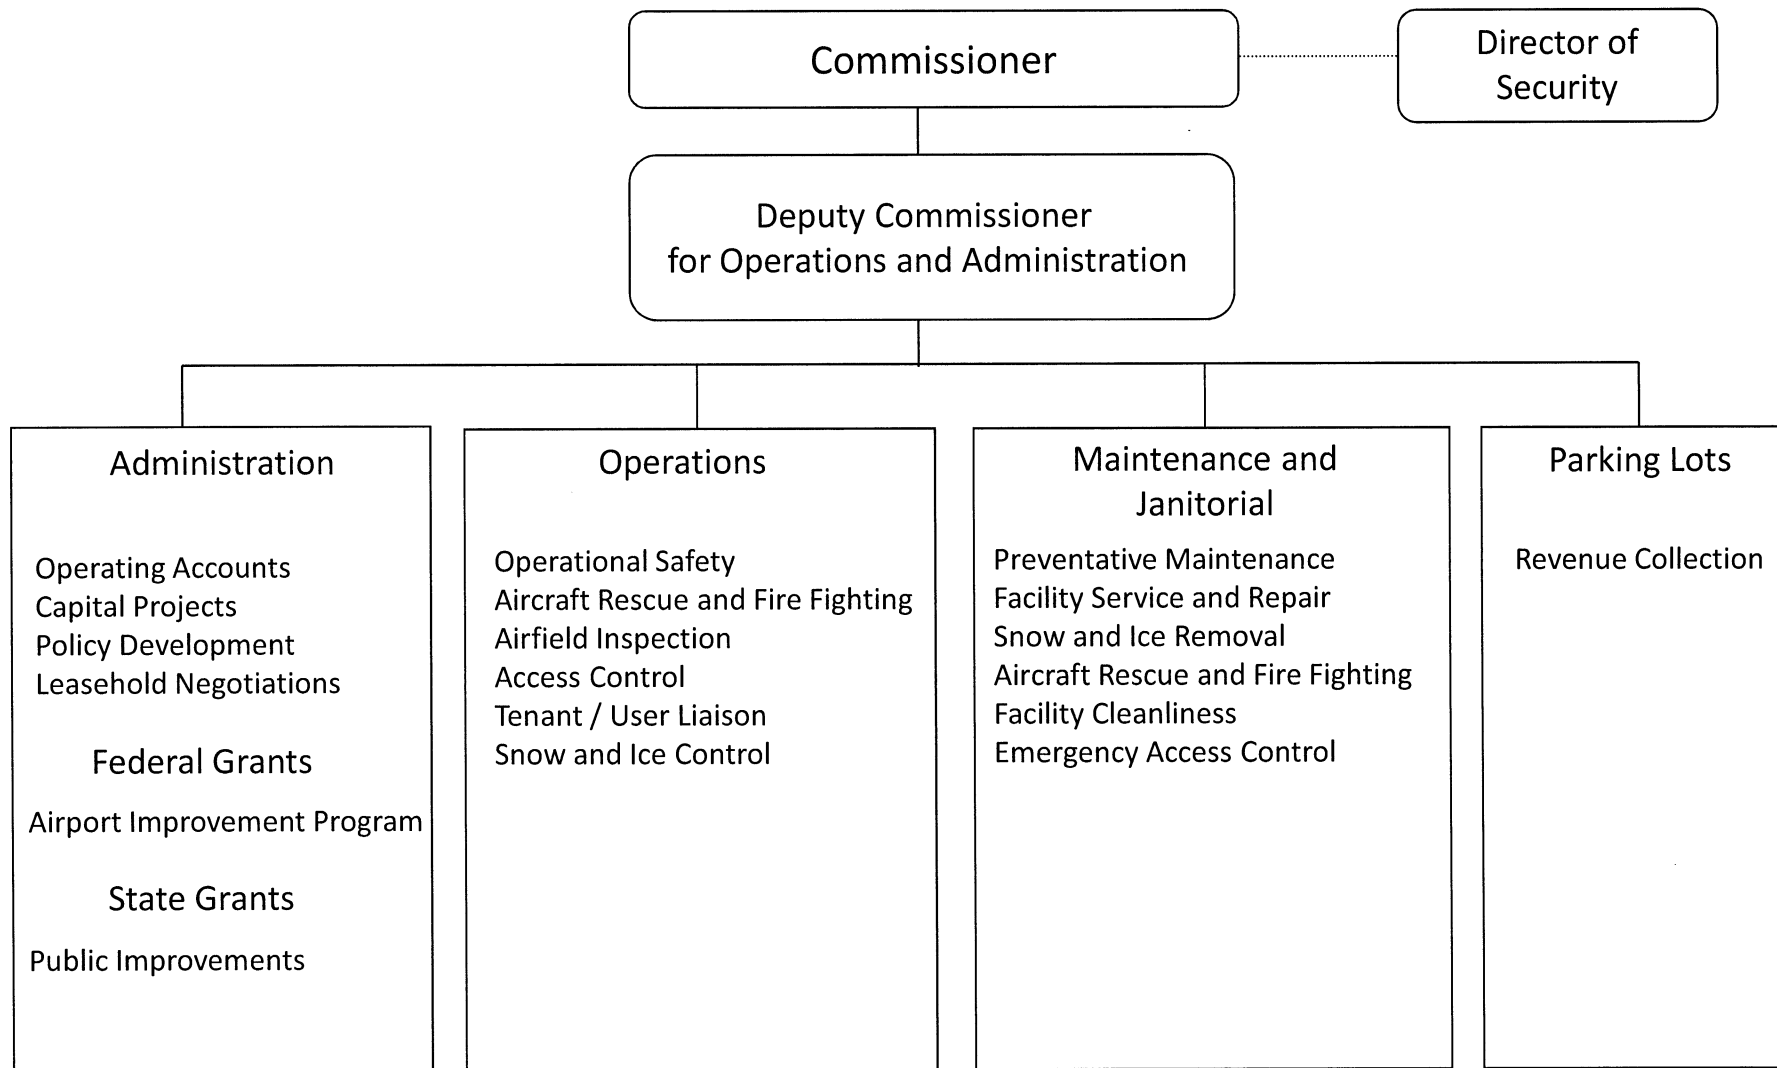 Commissioner
Director of
Security
Deputy Commissioner
for Operations and Administration
Administration
Operating Accounts
Capital Projects
Policy Development
Leasehold Negotiations
Federal Grants
Airport Improvement Program
State Grants
Public Improvements
Operations
Operational Safety
Aircraft Rescue and Fire Fighting
Airfield Inspection
Access Control
Tenant / User Liaison
Snow and Ice Control
Maintenance and
Janitorial
Preventative Maintenance
Facility Service and Repair
Snow and Ice Removal
Aircraft Rescue and Fire Fighting
Facility Cleanliness
Emergency Access Control
Parking Lots
Revenue Collection